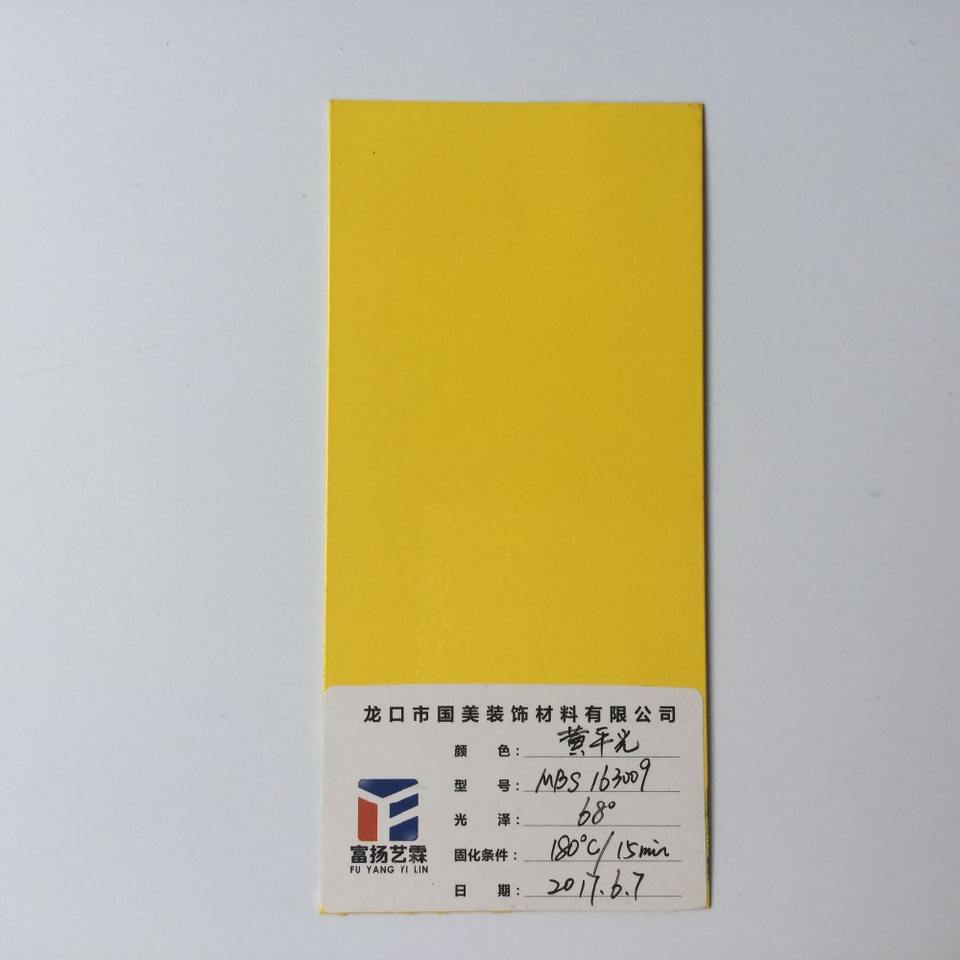 龙口市国美装饰材料有限公司
颜 色：黄平光
型 号：MBS 163009
光 泽：68°
固化条件：180℃/15min
日 期：2017.6.7
富扬艺霖
FU YANG YI LIN